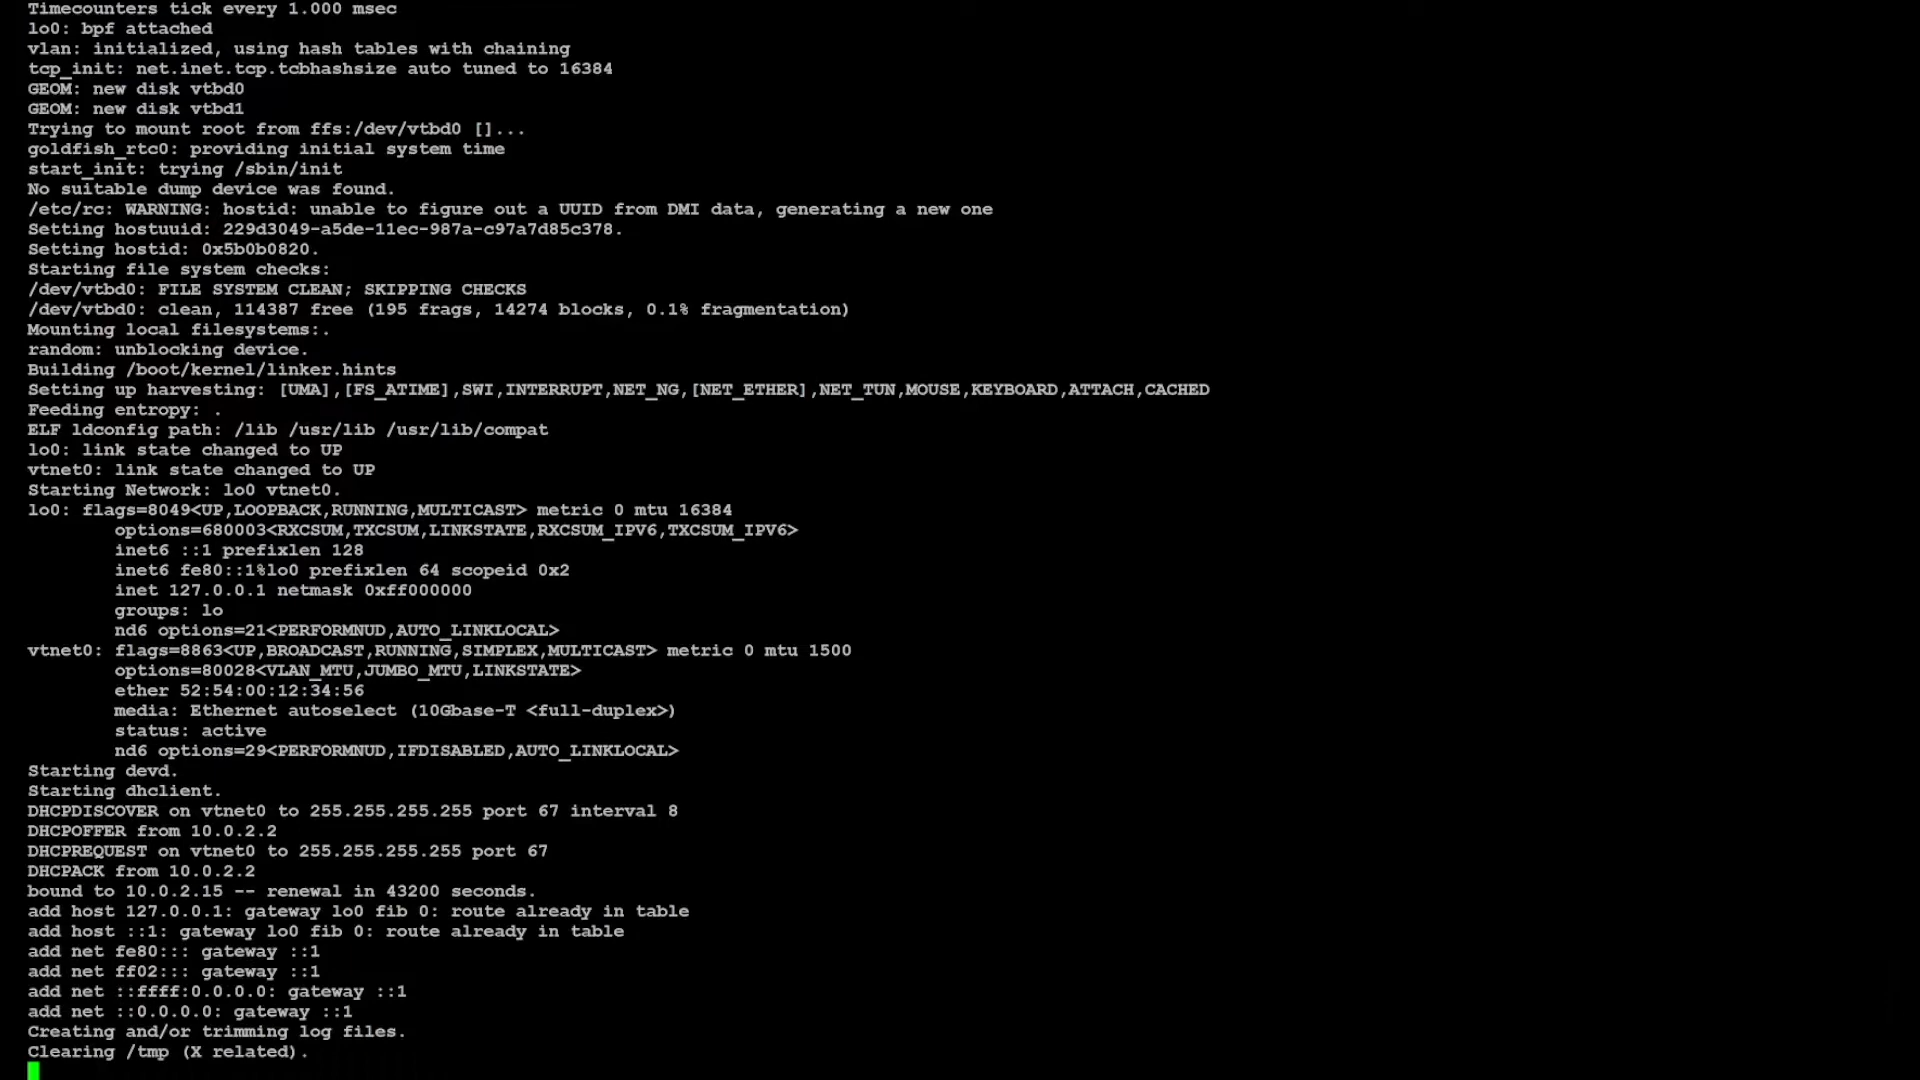 Timecounters tick every 1.000 msec
lo0: bpf attached
vlan: initialized, using hash tables with chaining
tcp_init: net.inet.tcp.tcbhashsize auto tuned to 16384
GEOM: new disk vtbd0
GEOM: new disk vtbd1
Trying to mount root from ffs:/dev/vtbd0 []...
goldfish_rtc0: providing initial system time
start_init: trying /sbin/init
No suitable dump device was found.
/etc/rc: WARNING: hostid: unable to figure out a UUID from DMI data, generating a new one
Setting hostuuid: 229d3049-a5de-11ec-987a-c97a7d85c378.
Setting hostid: 0x5b0b0820.
Starting file system checks:
/dev/vtbd0: FILE SYSTEM CLEAN; SKIPPING CHECKS
/dev/vtbd0: clean, 114387 free (195 frags, 14274 blocks, 0.1% fragmentation)
Mounting local filesystems:.
random: unblocking device.
Building /boot/kernel/linker.hints
Setting up harvesting: [UMA],[FS_ATIME],SWI,INTERRUPT,NET_NG,[NET_ETHER],NET_TUN,MOUSE,KEYBOARD,ATTACH,CACHED
Feeding entropy: .
ELF ldconfig path: /lib /usr/lib /usr/lib/compat
lo0: link state changed to UP
vtnet0: link state changed to UP
Starting Network: lo0 vtnet0.
lo0: flags=8049<UP,LOOPBACK,RUNNING,MULTICAST> metric 0 mtu 16384
options=680003<RXCSUM,TXCSUM,LINKSTATE,RXCSUM_IPV6,TXCSUM_IPV6>
inet6 ::1 prefixlen 128
inet6 fe80::1%lo0 prefixlen 64 scopeid 0x2
inet 127.0.0.1 netmask 0xff000000
groups: lo
nd6 options=21<PERFORMNUD,AUTO_LINKLOCAL>
vtnet0: flags=8863<UP,BROADCAST,RUNNING,SIMPLEX,MULTICAST> metric 0 mtu 1500
options=80028<VLAN_MTU,JUMBO_MTU,LINKSTATE>
ether 52:54:00:12:34:56
media: Ethernet autoselect (10Gbase-T <full-duplex>)
status: active
nd6 options=29<PERFORMNUD,IFDISABLED,AUTO_LINKLOCAL>
Starting devd.
Starting dhclient.
DHCPDISCOVER on vtnet0 to 255.255.255.255 port 67 interval 8
DHCPOFFER from 10.0.2.2
DHCPREQUEST on vtnet0 to 255.255.255.255 port 67
DHCPACK from 10.0.2.2
bound to 10.0.2.15 -- renewal in 43200 seconds.
add host 127.0.0.1: gateway lo0 fib 0: route already in table
add host ::1: gateway lo0 fib 0: route already in table
add net fe80::: gateway ::1
add net ff02::: gateway ::1
add net ::ffff:0.0.0.0: gateway ::1
add net ::0.0.0.0: gateway ::1
Creating and/or trimming log files.
Clearing /tmp (X related).